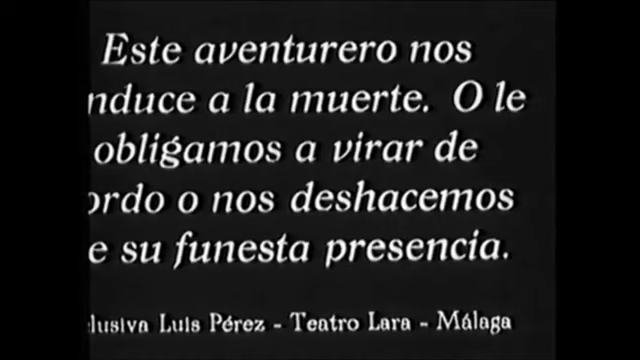 Este aventurero nos
nduce a la muerte. O le
obligamos a virar de
ordo o nos deshacemos
e su funesta presencia.
clusiva Luis Pérez - Teatro Lara - Málaga